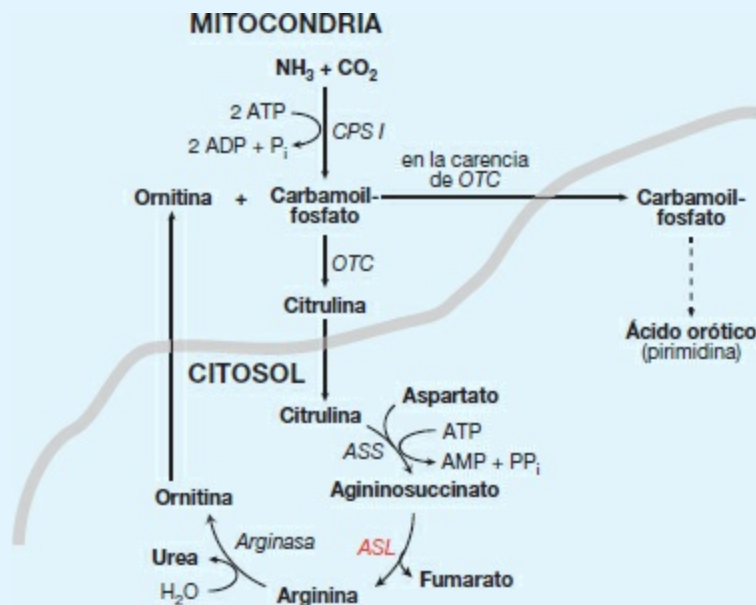 MITOCONDRIA
NH₃ + CO₂
2 ATP
CPS I
2 ADP + Pᵢ
en la carencia
de OTC
Ornitina + Carbamoil-
fosfato
Carbamoil-
fosfato
OTC
Citrulina
Ácido orótico
(pirimidina)
CITOSOL
Citrulina
Aspartato
ATP
ASS
AMP + PPᵢ
Agininosuccinato
Ornitina
Arginasa
ASL
Urea
H₂O
Arginina
Fumarato